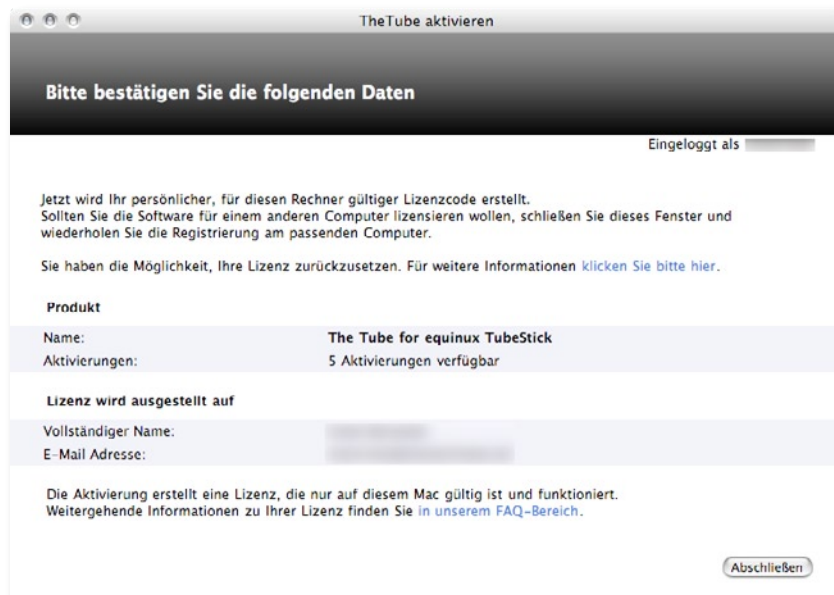 TheTube aktivieren
Bitte bestätigen Sie die folgenden Daten
Eingeloggt als
Jetzt wird Ihr persönlicher, für diesen Rechner gültiger Lizenzcode erstellt.
Sollten Sie die Software für einem anderen Computer lizensieren wollen, schließen Sie dieses Fenster und
wiederholen Sie die Registrierung am passenden Computer.
Sie haben die Möglichkeit, Ihre Lizenz zurückzusetzen. Für weitere Informationen klicken Sie bitte hier.
Produkt
Name: The Tube for equinux TubeStick
Aktivierungen: 5 Aktivierungen verfügbar
Lizenz wird ausgestellt auf
Vollständiger Name:
E-Mail Adresse:
Die Aktivierung erstellt eine Lizenz, die nur auf diesem Mac gültig ist und funktioniert.
Weitergehende Informationen zu Ihrer Lizenz finden Sie in unserem FAQ-Bereich.
Abschließen